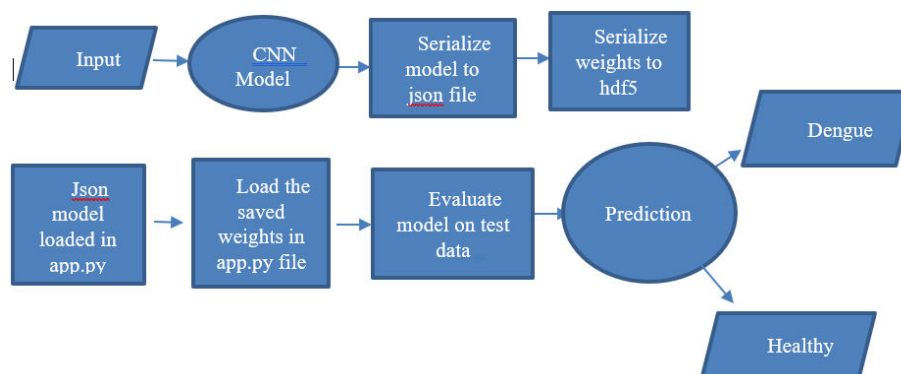 Input
CNN
Model
Serialize
model to
json file
Serialize
weights to
hdf5
Dengue
Json
model
loaded in
app.py
Load the
saved
weights in
app.py file
Evaluate
model on test
data
Prediction
Healthy